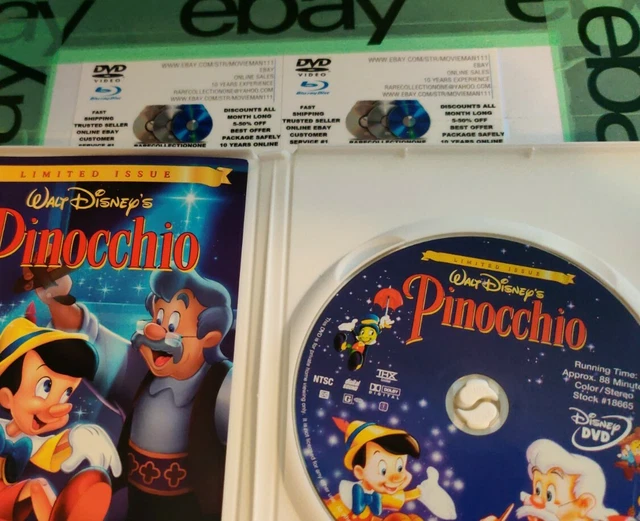 ebay
ebay
DVD
VIDEO
Blu-ray
WWW.EBAY.COM/STR/MOVIEMAN111
EBAY
ONLINE SALES
10 YEARS EXPERIENCE
RARECOLLECTIONONE@YAHOO.COM
WWW.EBAY.COM/STR/MOVIEMAN111
FAST
SHIPPING
TRUSTED SELLER
ONLINE EBAY
CUSTOMER
SERVICE #1
DISCOUNTS ALL
MONTH LONG
5-50% OFF
BEST OFFER
PACKAGE SAFELY
10 YEARS ONLINE
RARECOLLECTIONONE
DVD
VIDEO
Blu-ray
WWW.EBAY.COM/STR/MOVIEMAN111
EBAY
ONLINE SALES
10 YEARS EXPERIENCE
RARECOLLECTIONONE@YAHOO.COM
WWW.EBAY.COM/STR/MOVIEMAN111
FAST
SHIPPING
TRUSTED SELLER
ONLINE EBAY
CUSTOMER
SERVICE #1
DISCOUNTS ALL
MONTH LONG
5-50% OFF
BEST OFFER
PACKAGE SAFELY
10 YEARS ONLINE
RARECOLLECTIONONE
LIMITED ISSUE
WALT DISNEY'S
Pinocchio
LIMITED ISSUE
WALT DISNEY'S
Pinocchio
THX
NTSC
DOLBY
DIGITAL
G
Running Time:
Approx. 88 Minut
Color/Stereo
Stock #18665
Disney
DVD